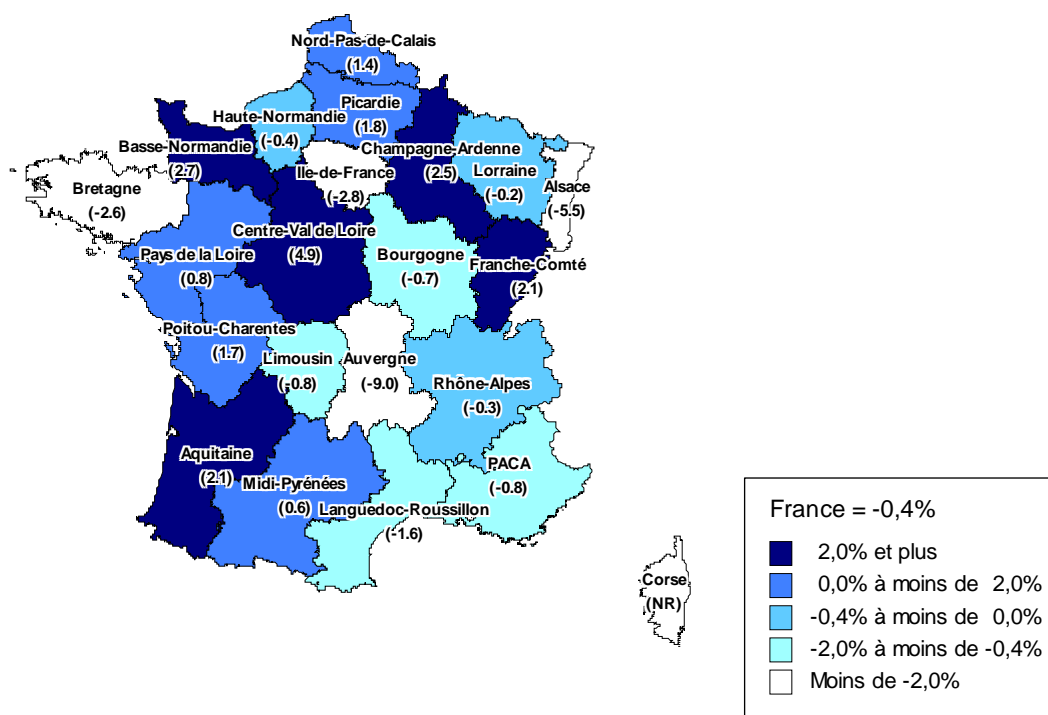 Nord-Pas-de-Calais
(1.4)
Picardie
(1.8)
Haute-Normandie
(-0.4)
Basse-Normandie
(2.7)
Champagne-Ardenne
(2.5)
Ile-de-France
(-2.8)
Lorraine
(-0.2)
Alsace
(-5.5)
Bretagne
(-2.6)
Centre-Val de Loire
(4.9)
Pays de la Loire
(0.8)
Bourgogne
(-0.7)
Franche-Comté
(2.1)
Poitou-Charentes
(1.7)
Limousin
(-0.8)
Auvergne
(-9.0)
Rhône-Alpes
(-0.3)
Aquitaine
(2.1)
Midi-Pyrénées
(0.6)
Languedoc-Roussillon
(-1.6)
PACA
(-0.8)
Corse
(NR)
France = -0,4%
2,0% et plus
0,0% à moins de 2,0%
-0,4% à moins de 0,0%
-2,0% à moins de -0,4%
Moins de -2,0%